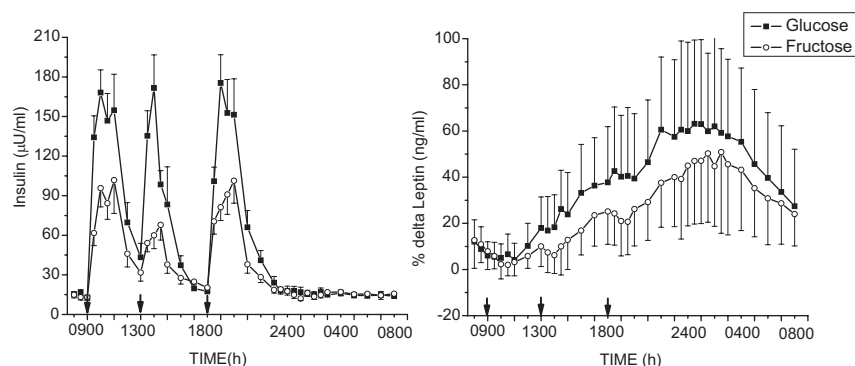 Glucose
Fructose
Insulin (μU/ml)
210
180
150
120
90
60
30
15
0900 1300 1800 2400 0400 0800
TIME(h)
% delta Leptin (ng/ml)
100
80
60
40
20
0
-20
0900 1300 1800 2400 0400 0800
TIME (h)